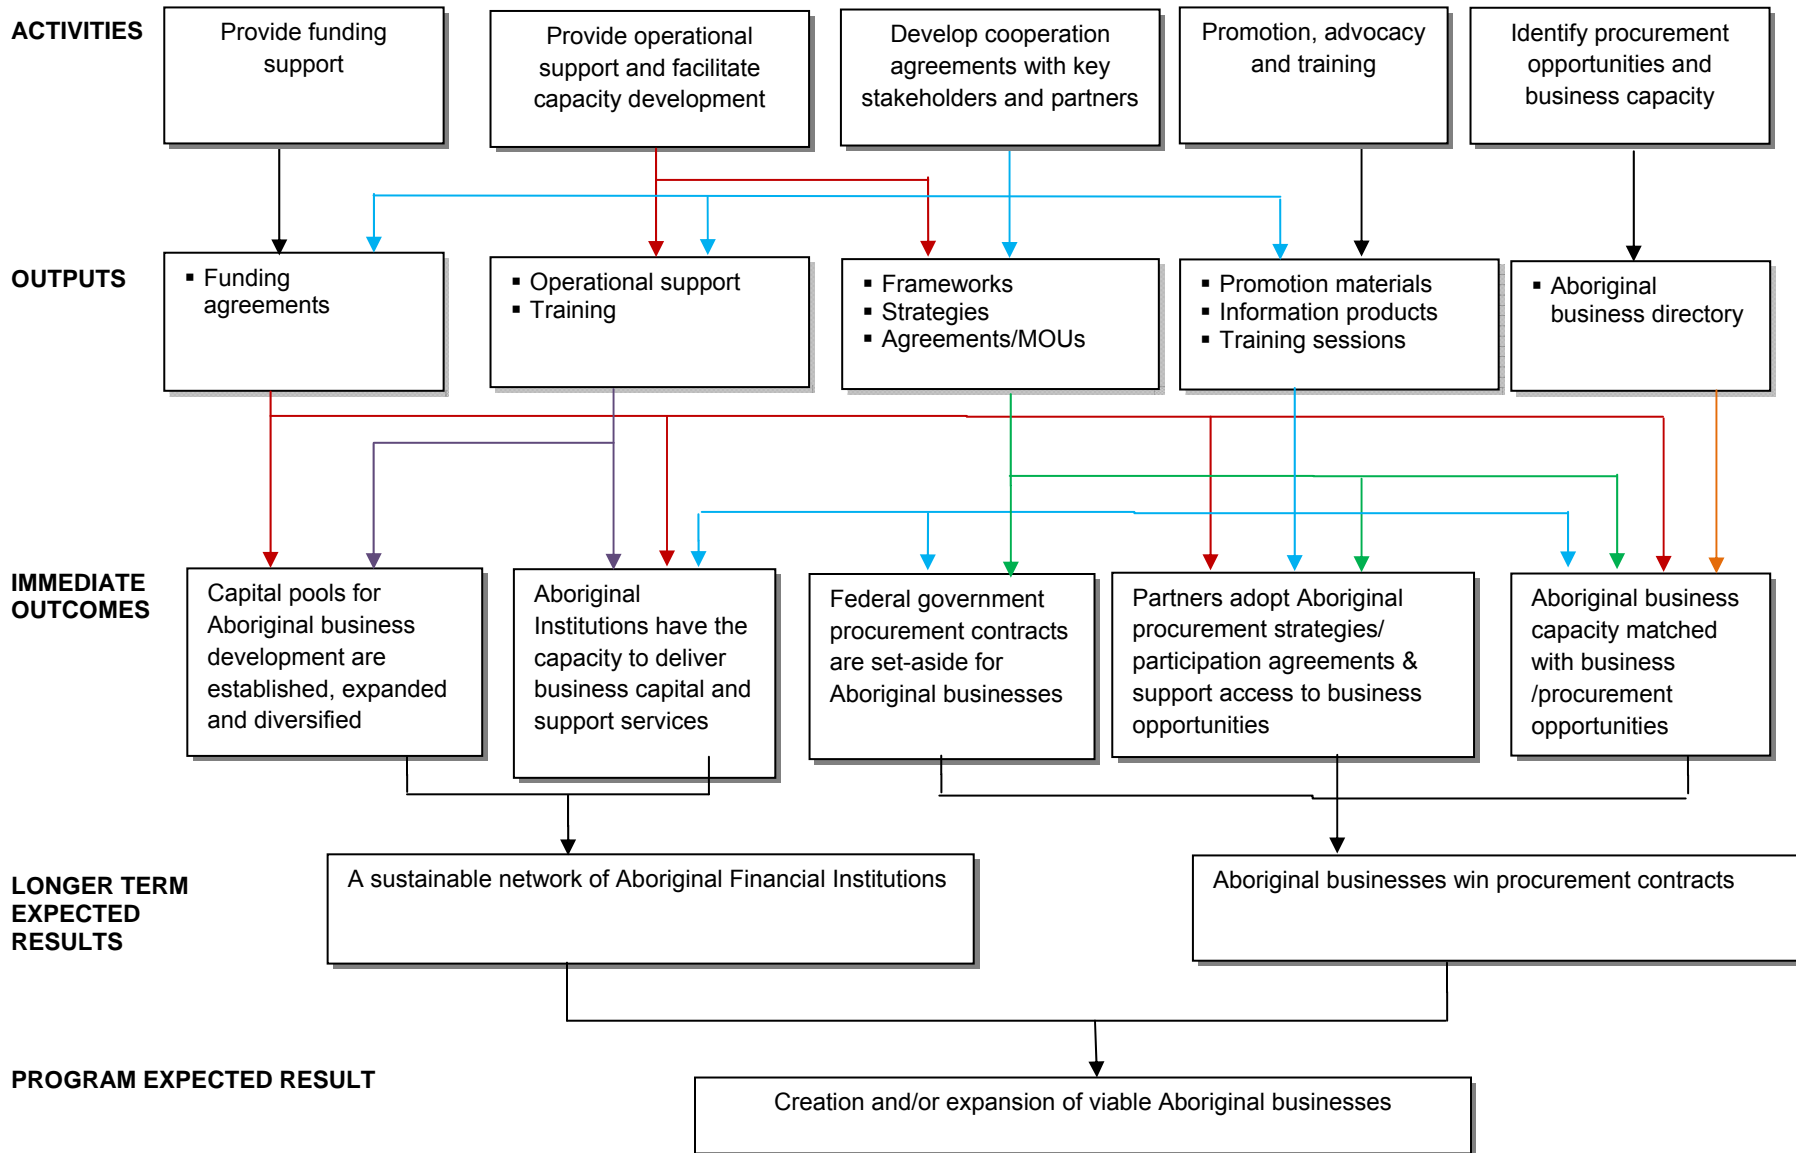 ACTIVITIES
Provide funding
support
Provide operational
support and facilitate
capacity development
Develop cooperation
agreements with key
stakeholders and partners
Promotion, advocacy
and training
Identify procurement
opportunities and
business capacity
OUTPUTS
▪ Funding
agreements
▪ Operational support
▪ Training
▪ Frameworks
▪ Strategies
▪ Agreements/MOUs
▪ Promotion materials
▪ Information products
▪ Training sessions
▪ Aboriginal
business directory
IMMEDIATE
OUTCOMES
Capital pools for
Aboriginal business
development are
established, expanded
and diversified
Aboriginal
Institutions have the
capacity to deliver
business capital and
support services
Federal government
procurement contracts
are set-aside for
Aboriginal businesses
Partners adopt Aboriginal
procurement strategies/
participation agreements &
support access to business
opportunities
Aboriginal business
capacity matched
with business
/procurement
opportunities
LONGER TERM
EXPECTED
RESULTS
A sustainable network of Aboriginal Financial Institutions
Aboriginal businesses win procurement contracts
PROGRAM EXPECTED RESULT
Creation and/or expansion of viable Aboriginal businesses